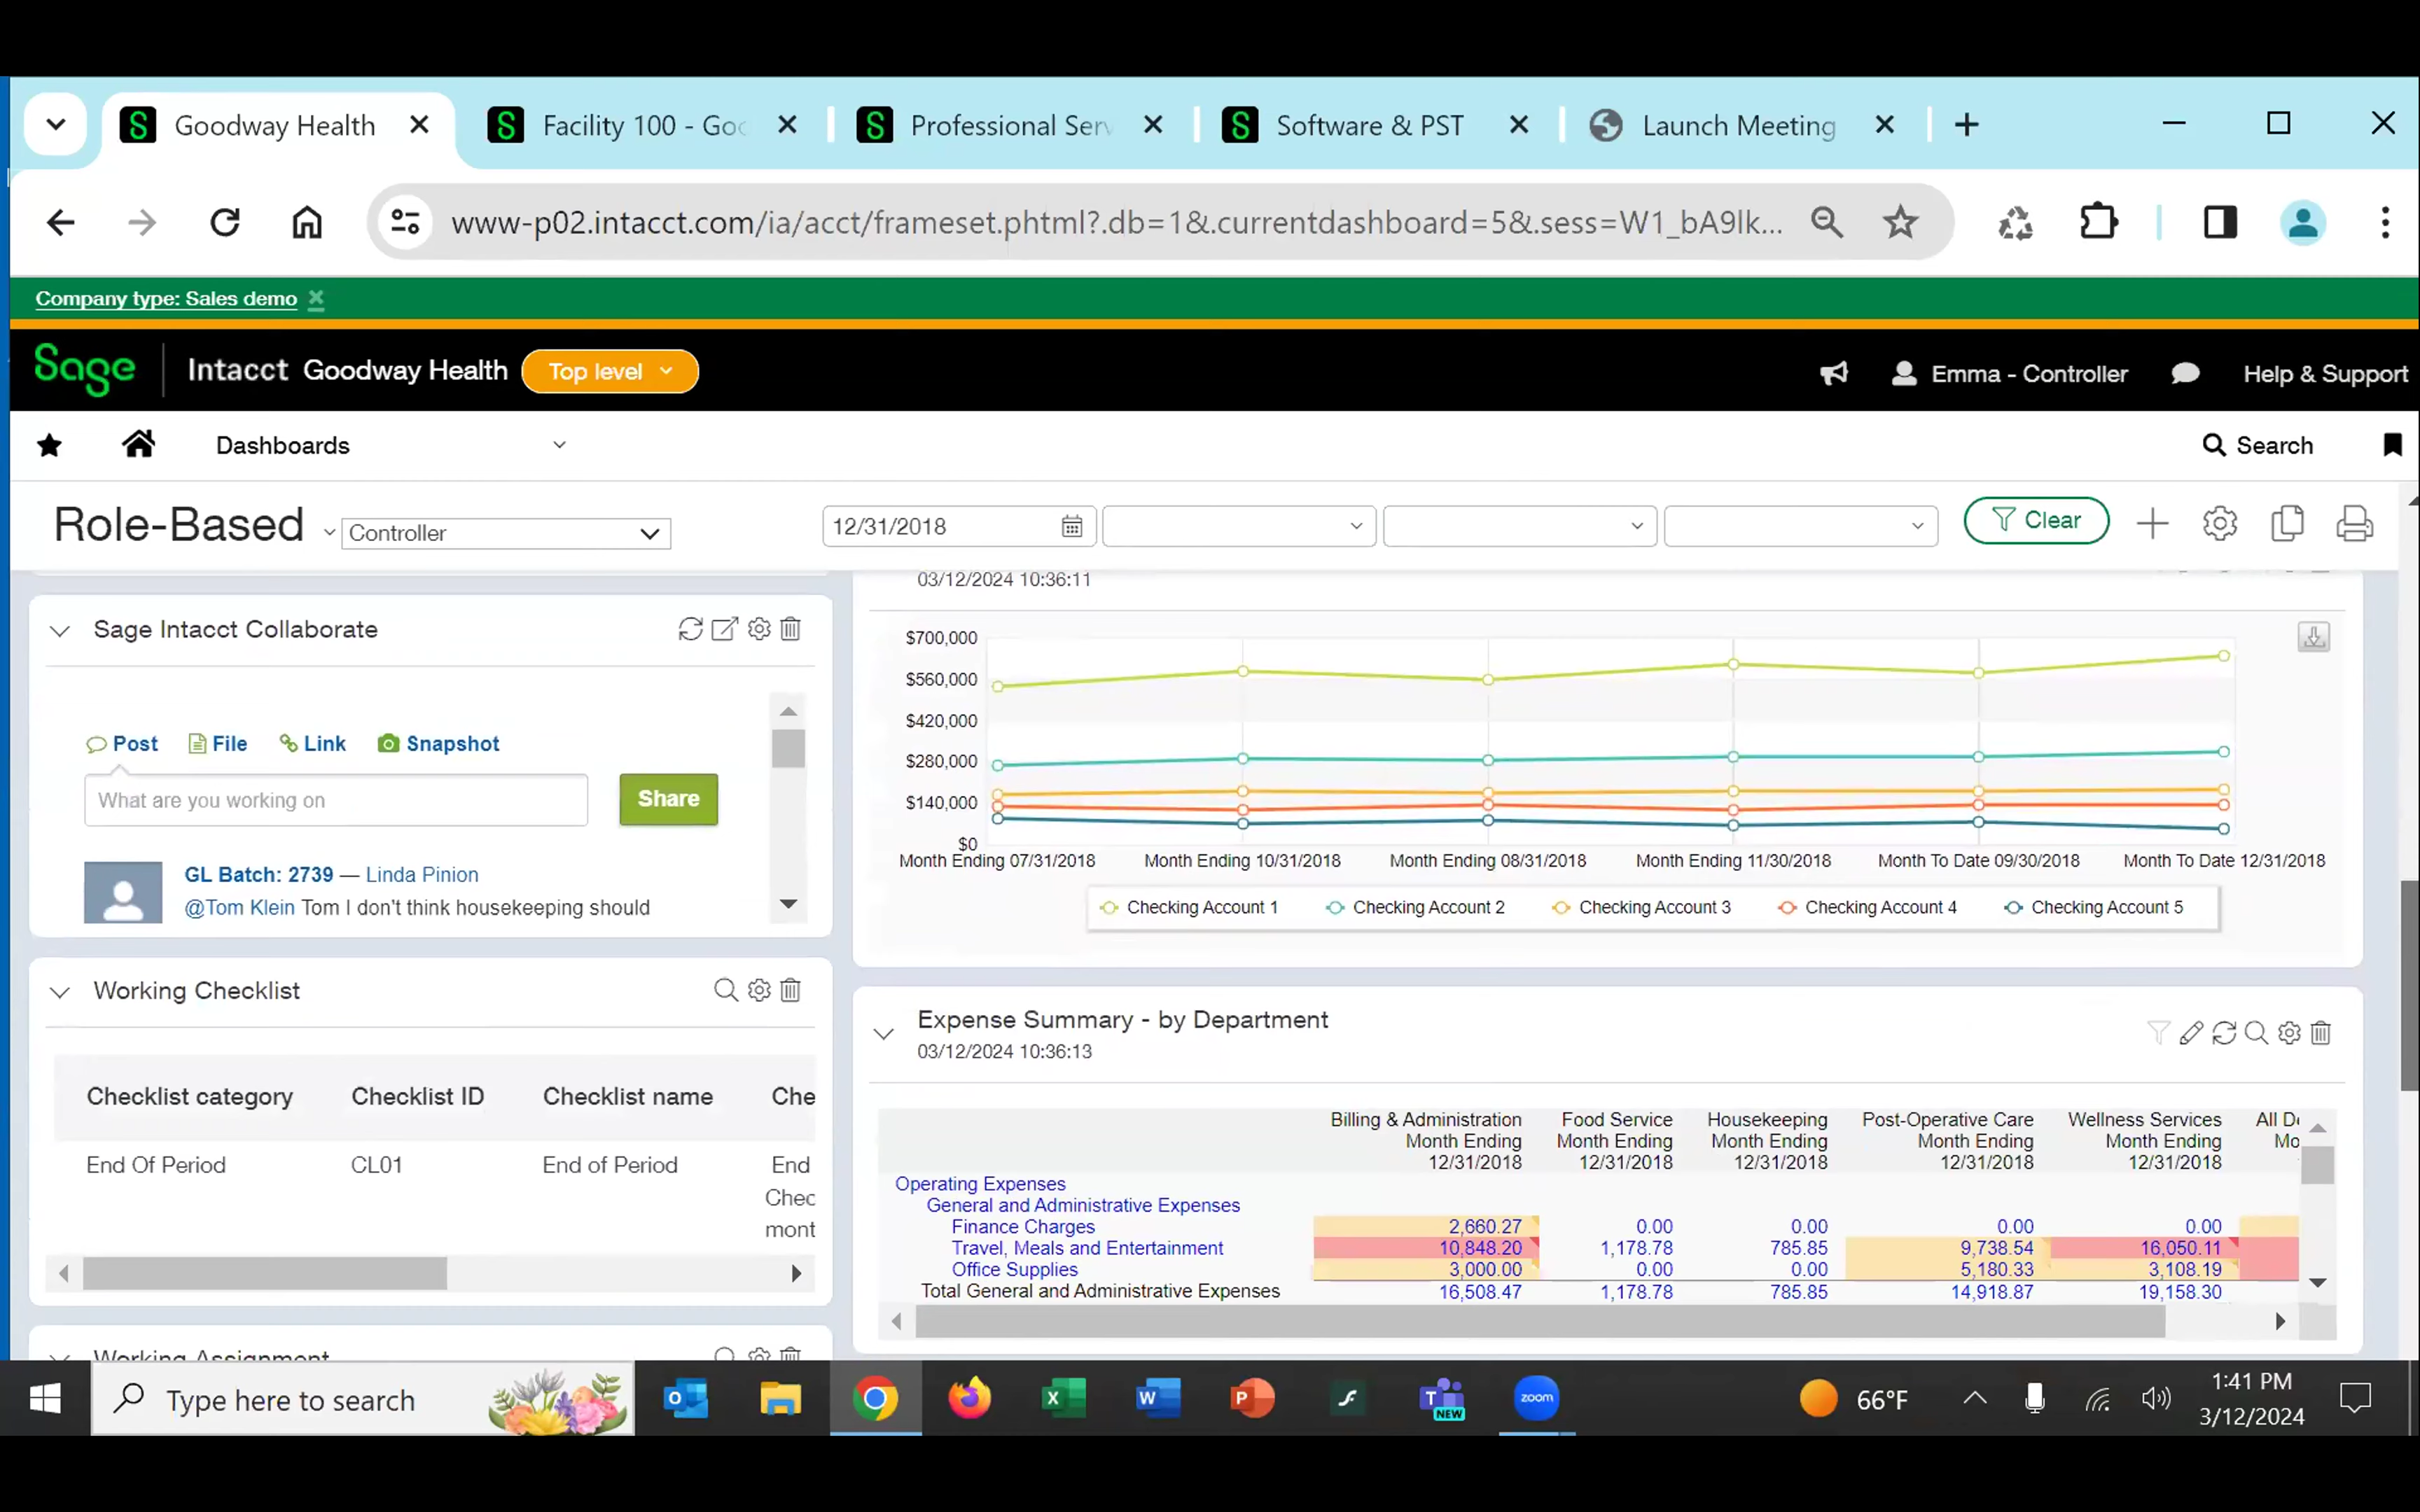 Goodway Health
Facility 100 - Goo
Professional Serv
Software & PST
Launch Meeting
www-p02.intacct.com/ia/acct/frameset.phtml?.db=1&.currentdashboard=5&.sess=W1_bA9lk...
Company type: Sales demo
Sage Intacct Goodway Health Top level
Emma - Controller
Help & Support
Dashboards
Search
Role-Based
Controller
12/31/2018
Clear
Sage Intacct Collaborate
Post
File
Link
Snapshot
What are you working on
Share
GL Batch: 2739 — Linda Pinion
@Tom Klein Tom I don't think housekeeping should
Working Checklist
Checklist category Checklist ID Checklist name Che
End Of Period CL01 End of Period End
Chec
mont
Working Assignment
03/12/2024 10:36:11
$700,000
$560,000
$420,000
$280,000
$140,000
$0
Month Ending 07/31/2018 Month Ending 10/31/2018 Month Ending 08/31/2018 Month Ending 11/30/2018 Month To Date 09/30/2018 Month To Date 12/31/2018
Checking Account 1 Checking Account 2 Checking Account 3 Checking Account 4 Checking Account 5
Expense Summary - by Department
03/12/2024 10:36:13
Billing & Administration Food Service Housekeeping Post-Operative Care Wellness Services All De
Month Ending Month Ending Month Ending Month Ending Month Ending Mo
12/31/2018 12/31/2018 12/31/2018 12/31/2018 12/31/2018
Operating Expenses
General and Administrative Expenses
Finance Charges 2,660.27 0.00 0.00 0.00 0.00
Travel, Meals and Entertainment 10,848.20 1,178.78 785.85 9,738.54 16,050.11
Office Supplies 3,000.00 0.00 0.00 5,180.33 3,108.19
Total General and Administrative Expenses 16,508.47 1,178.78 785.85 14,918.87 19,158.30
Type here to search
NEW
zoom
66°F
1:41 PM
3/12/2024